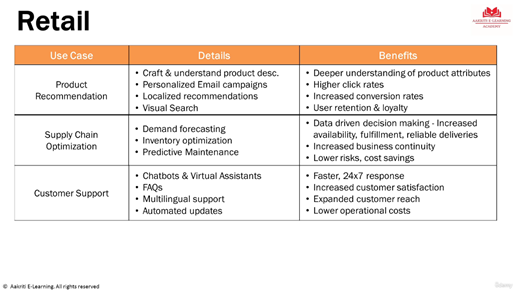 Retail
AAKRITI E-LEARNING
ACADEMY
Use Case
Details
Benefits
Product
Recommendation
• Craft & understand product desc.
• Personalized Email campaigns
• Localized recommendations
• Visual Search
• Deeper understanding of product attributes
• Higher click rates
• Increased conversion rates
• User retention & loyalty
Supply Chain
Optimization
• Demand forecasting
• Inventory optimization
• Predictive Maintenance
• Data driven decision making - Increased
availability, fulfillment, reliable deliveries
• Increased business continuity
• Lower risks, cost savings
Customer Support
• Chatbots & Virtual Assistants
• FAQs
• Multilingual support
• Automated updates
• Faster, 24x7 response
• Increased customer satisfaction
• Expanded customer reach
• Lower operational costs
© Aakriti E-Learning. All rights reserved
Udemy